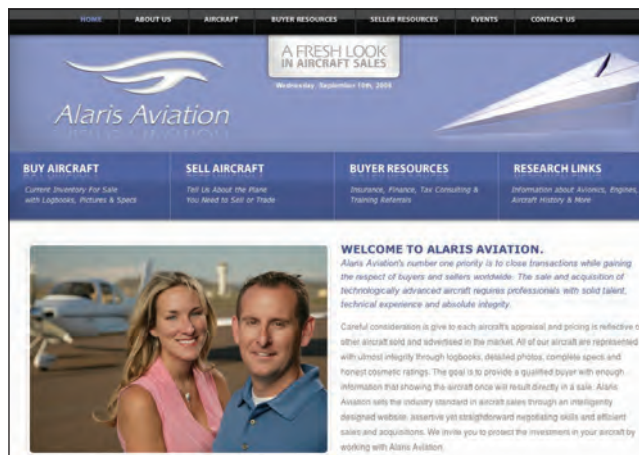 HOME ABOUT US AIRCRAFT BUYER RESOURCES SELLER RESOURCES EVENTS CONTACT US
A FRESH LOOK
IN AIRCRAFT SALES
Wednesday, September 10th, 2008
Alaris Aviation
BUY AIRCRAFT
Current Inventory For Sale
with Logbooks, Pictures & Specs
SELL AIRCRAFT
Tell Us About the Plane
You Need to Sell or Trade
BUYER RESOURCES
Insurance, Finance, Tax Consulting &
Training Referrals
RESEARCH LINKS
Information about Avionics, Engines,
Aircraft History & More
WELCOME TO ALARIS AVIATION.
Alaris Aviation's number one priority is to close transactions while gaining
the respect of buyers and sellers worldwide. The sale and acquisition of
technologically advanced aircraft requires professionals with solid talent,
technical experience and absolute integrity.
Careful consideration is give to each aircraft's appraisal and pricing is reflective o
other aircraft sold and advertised in the market. All of our aircraft are represented
with utmost integrity through logbooks, detailed photos, complete specs and
honest cosmetic ratings. The goal is to provide a qualified buyer with enough
information that showing the aircraft once will result directly in a sale. Alaris
Aviation sets the industry standard in aircraft sales through an intelligently
designed website, assertive yet straightforward negotiating skills and efficient
sales and acquisitions. We invite you to protect the investment in your aircraft by
working with Alaris Aviation.